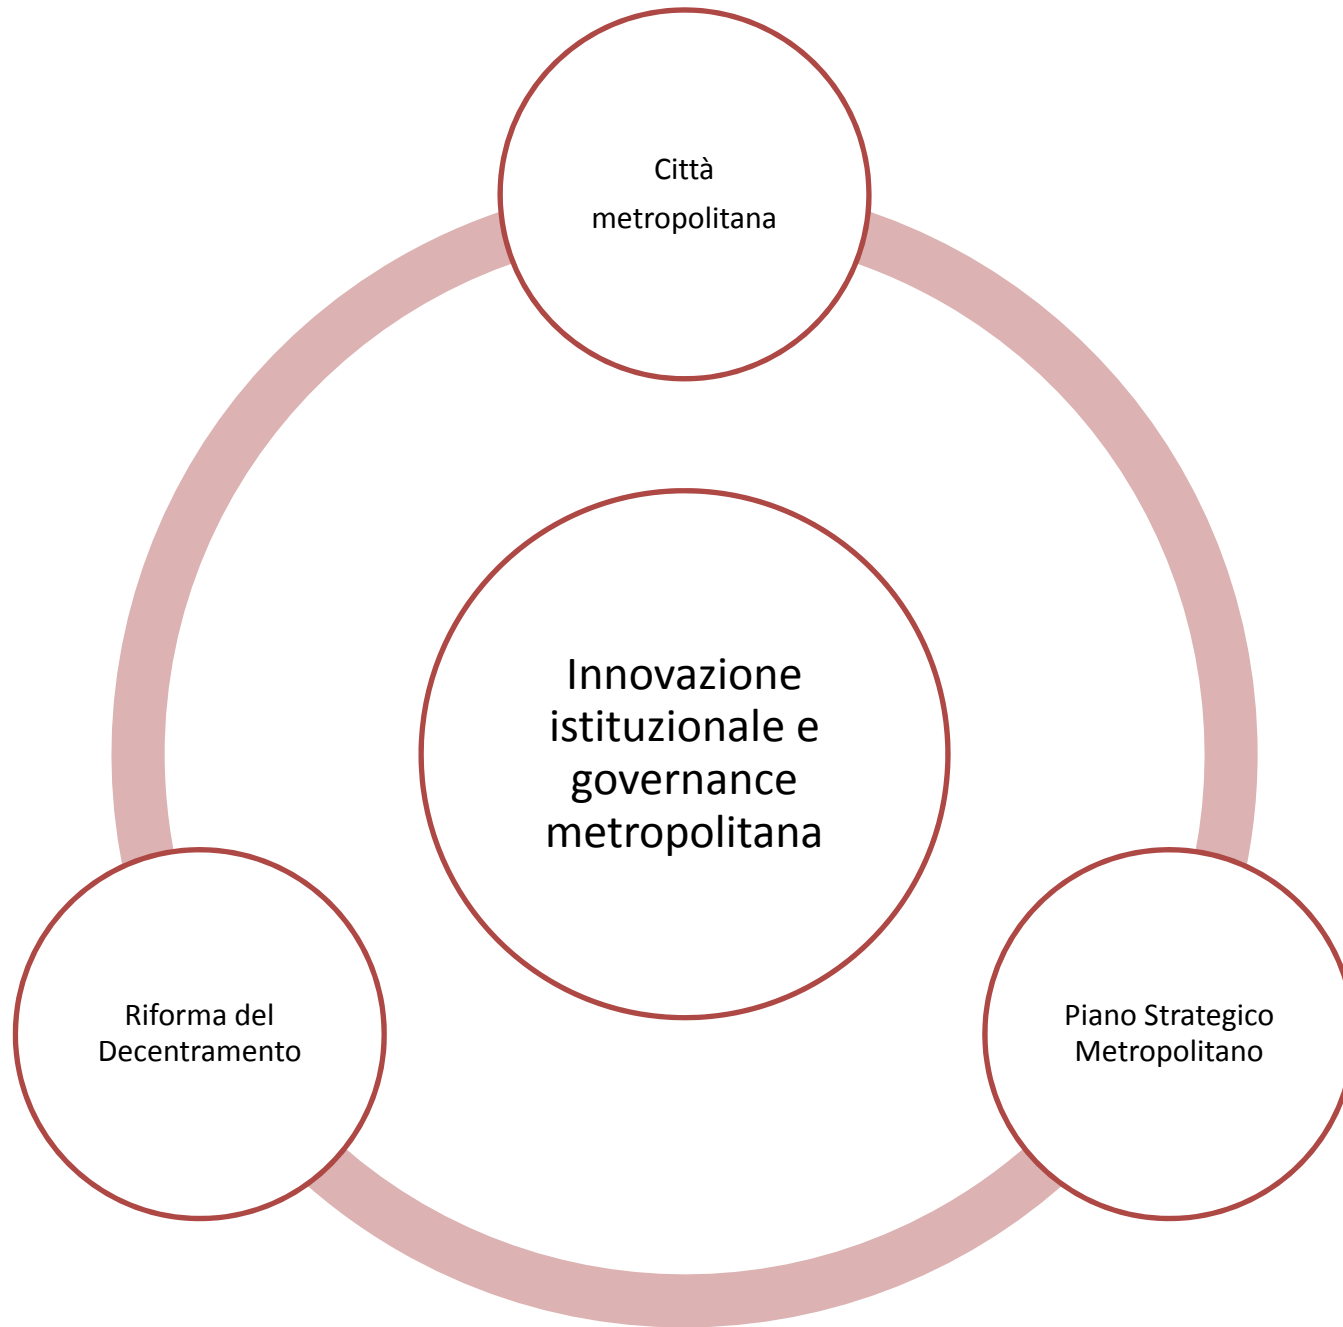 Città
metropolitana
Innovazione
istituzionale e
governance
metropolitana
Riforma del
Decentramento
Piano Strategico
Metropolitano